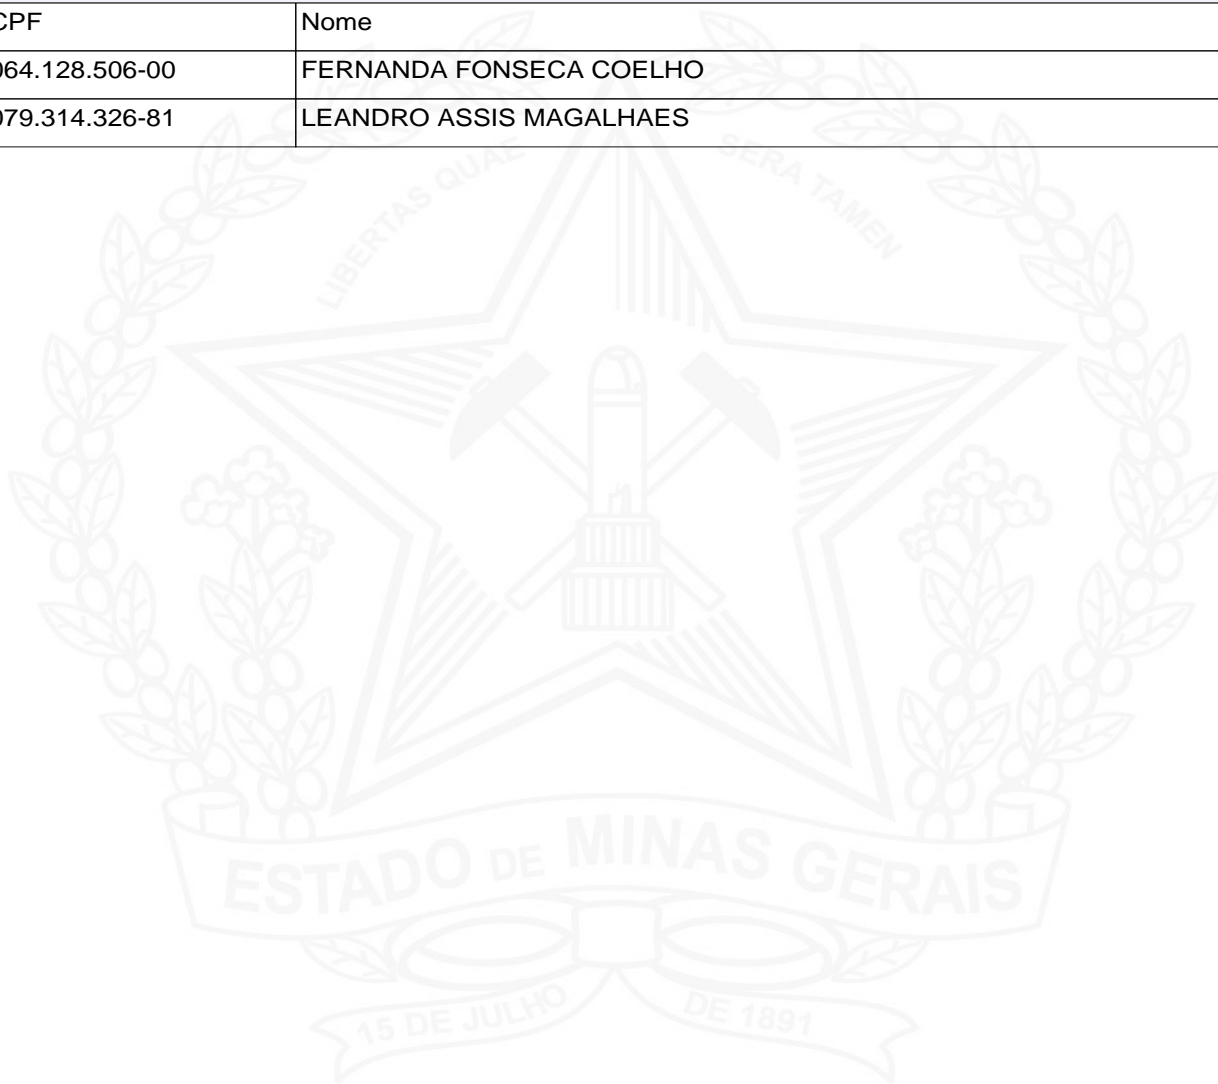 CPF Nome
064.128.506-00 FERNANDA FONSECA COELHO
079.314.326-81 LEANDRO ASSIS MAGALHAES
LIBERTAS QUAE SERA TAMEN
ESTADO DE MINAS GERAIS
15 DE JULHO DE 1891